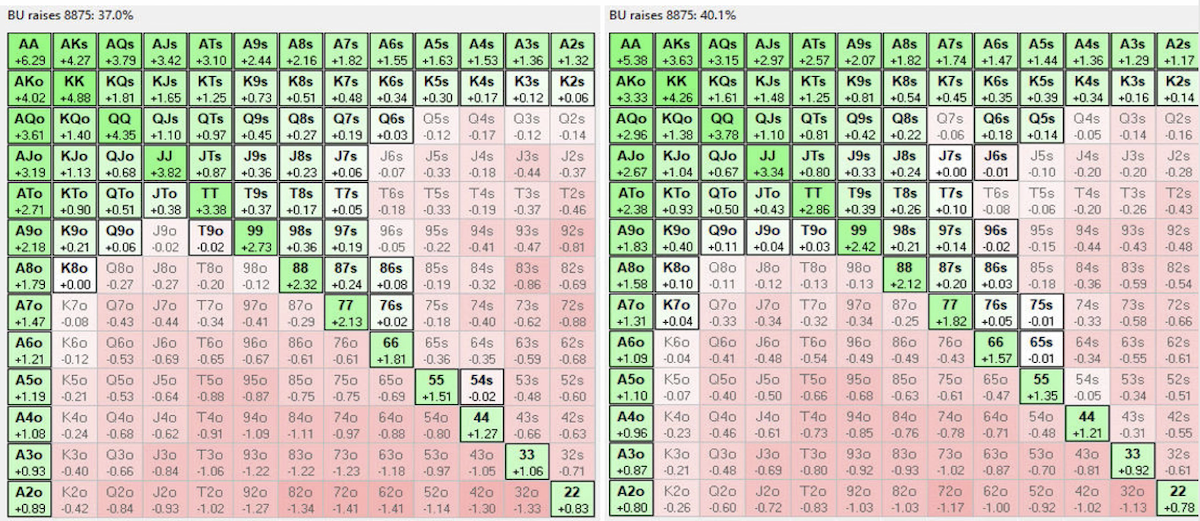 BU raises 8875: 37.0%
AA AKs AQs AJs ATs A9s A8s A7s A6s A5s A4s A3s A2s
+6.29 +4.27 +3.79 +3.42 +3.10 +2.44 +2.16 +1.82 +1.55 +1.63 +1.53 +1.36 +1.32
AKo KK KQs KJs KTs K9s K8s K7s K6s K5s K4s K3s K2s
+4.02 +4.88 +1.81 +1.65 +1.25 +0.73 +0.51 +0.48 +0.34 +0.30 +0.17 +0.12 +0.06
AQo KQo QQ QJs QTs Q9s Q8s Q7s Q6s Q5s Q4s Q3s Q2s
+3.61 +1.40 +4.35 +1.10 +0.97 +0.45 +0.27 +0.19 +0.03 -0.12 -0.17 -0.12 -0.14
AJo KJo QJo JJ JTs J9s J8s J7s J6s J5s J4s J3s J2s
+3.19 +1.13 +0.68 +3.82 +0.87 +0.36 +0.23 +0.06 -0.07 -0.33 -0.18 -0.44 -0.37
ATo KTo QTo JTo TT T9s T8s T7s T6s T5s T4s T3s T2s
+2.71 +0.90 +0.51 +0.38 +3.38 +0.37 +0.17 +0.05 -0.18 -0.33 -0.19 -0.37 -0.46
A9o K9o Q9o J9o T9o 99 98s 97s 96s 95s 94s 93s 92s
+2.18 +0.21 +0.06 -0.02 -0.02 +2.73 +0.36 +0.19 -0.05 -0.22 -0.41 -0.47 -0.81
A8o K8o Q8o J8o T8o 98o 88 87s 86s 85s 84s 83s 82s
+1.79 +0.00 -0.27 -0.27 -0.20 -0.12 +2.32 +0.24 +0.08 -0.19 -0.32 -0.86 -0.69
A7o K7o Q7o J7o T7o 97o 87o 77 76s 75s 74s 73s 72s
+1.47 -0.08 -0.43 -0.44 -0.34 -0.41 -0.29 +2.13 +0.02 -0.18 -0.40 -0.62 -0.88
A6o K6o Q6o J6o T6o 96o 86o 76o 66 65s 64s 63s 62s
+1.21 -0.12 -0.53 -0.69 -0.65 -0.67 -0.61 -0.61 +1.81 -0.36 -0.35 -0.59 -0.68
A5o K5o Q5o J5o T5o 95o 85o 75o 65o 55 54s 53s 52s
+1.19 -0.21 -0.53 -0.64 -0.88 -0.87 -0.75 -0.75 -0.69 +1.51 -0.02 -0.48 -0.60
A4o K4o Q4o J4o T4o 94o 84o 74o 64o 54o 44 43s 42s
+1.08 -0.24 -0.68 -0.62 -0.91 -1.09 -1.11 -0.97 -0.88 -0.80 +1.27 -0.66 -0.63
A3o K3o Q3o J3o T3o 93o 83o 73o 63o 53o 43o 33 32s
+0.93 -0.40 -0.66 -0.84 -1.06 -1.22 -1.22 -1.23 -1.18 -0.97 -1.05 +1.06 -0.71
A2o K2o Q2o J2o T2o 92o 82o 72o 62o 52o 42o 32o 22
+0.89 -0.42 -0.84 -0.93 -1.02 -1.27 -1.34 -1.41 -1.41 -1.14 -1.30 -1.33 +0.83
BU raises 8875: 40.1%
AA AKs AQs AJs ATs A9s A8s A7s A6s A5s A4s A3s A2s
+5.38 +3.63 +3.15 +2.97 +2.57 +2.07 +1.82 +1.74 +1.47 +1.44 +1.36 +1.29 +1.17
AKo KK KQs KJs KTs K9s K8s K7s K6s K5s K4s K3s K2s
+3.33 +4.26 +1.61 +1.48 +1.25 +0.81 +0.54 +0.45 +0.35 +0.39 +0.34 +0.16 +0.14
AQo KQo QQ QJs QTs Q9s Q8s Q7s Q6s Q5s Q4s Q3s Q2s
+2.96 +1.38 +3.78 +1.10 +0.81 +0.42 +0.22 -0.06 +0.18 +0.14 -0.05 -0.14 -0.16
AJo KJo QJo JJ JTs J9s J8s J7s J6s J5s J4s J3s J2s
+2.67 +1.04 +0.67 +3.34 +0.80 +0.33 +0.24 +0.00 -0.01 -0.10 -0.20 -0.20 -0.28
ATo KTo QTo JTo TT T9s T8s T7s T6s T5s T4s T3s T2s
+2.38 +0.93 +0.50 +0.43 +2.86 +0.39 +0.26 +0.10 -0.08 -0.06 -0.20 -0.26 -0.43
A9o K9o Q9o J9o T9o 99 98s 97s 96s 95s 94s 93s 92s
+1.83 +0.40 +0.11 +0.04 +0.03 +2.42 +0.21 +0.14 -0.02 -0.15 -0.44 -0.43 -0.48
A8o K8o Q8o J8o T8o 98o 88 87s 86s 85s 84s 83s 82s
+1.58 +0.10 -0.11 -0.12 -0.13 -0.13 +2.12 +0.20 +0.03 -0.18 -0.36 -0.59 -0.54
A7o K7o Q7o J7o T7o 97o 87o 77 76s 75s 74s 73s 72s
+1.31 +0.04 -0.33 -0.34 -0.32 -0.34 -0.25 +1.82 +0.05 -0.01 -0.33 -0.58 -0.66
A6o K6o Q6o J6o T6o 96o 86o 76o 66 65s 64s 63s 62s
+1.09 -0.04 -0.41 -0.48 -0.54 -0.49 -0.49 -0.43 +1.57 -0.01 -0.34 -0.55 -0.61
A5o K5o Q5o J5o T5o 95o 85o 75o 65o 55 54s 53s 52s
+1.10 -0.07 -0.40 -0.50 -0.66 -0.68 -0.63 -0.61 -0.47 +1.35 -0.05 -0.34 -0.51
A4o K4o Q4o J4o T4o 94o 84o 74o 64o 54o 44 43s 42s
+0.96 -0.23 -0.46 -0.61 -0.73 -0.85 -0.76 -0.78 -0.71 -0.48 +1.21 -0.31 -0.55
A3o K3o Q3o J3o T3o 93o 83o 73o 63o 53o 43o 33 32s
+0.87 -0.21 -0.48 -0.69 -0.80 -0.92 -0.93 -1.02 -0.87 -0.70 -0.81 +0.92 -0.61
A2o K2o Q2o J2o T2o 92o 82o 72o 62o 52o 42o 32o 22
+0.80 -0.26 -0.60 -0.72 -0.83 -1.03 -1.03 -1.17 -1.00 -0.92 -1.00 -1.13 +0.78